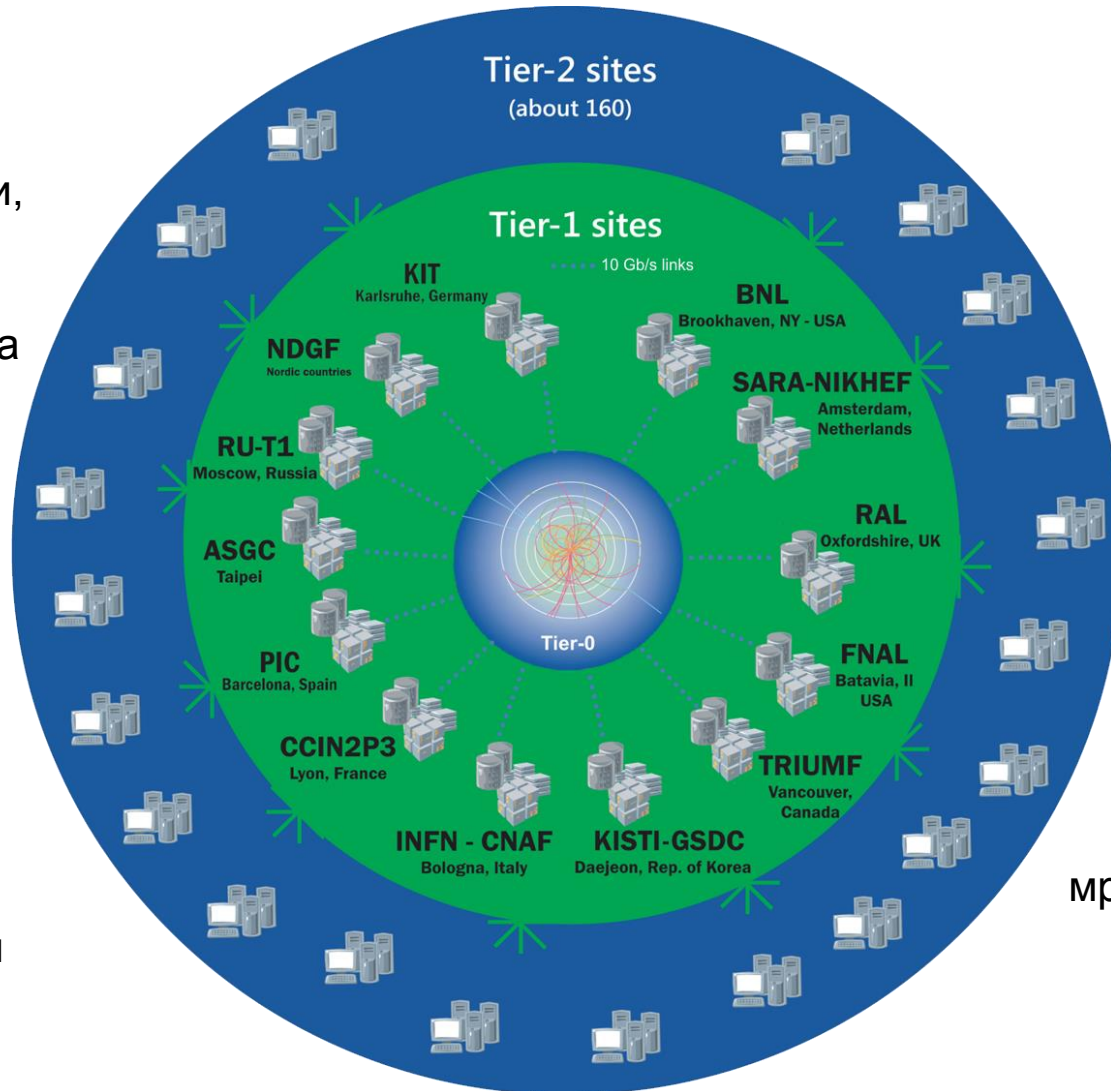 Tier-2 sites
(about 160)
Tier-1 sites
10 Gb/s links
KIT
Karlsruhe, Germany
BNL
Brookhaven, NY - USA
NDGF
Nordic countries
SARA-NIKHEF
Amsterdam,
Netherlands
RU-T1
Moscow, Russia
RAL
Oxfordshire, UK
ASGC
Taipei
Tier-0
PIC
Barcelona, Spain
FNAL
Batavia, Il
USA
CCIN2P3
Lyon, France
TRIUMF
Vancouver,
Canada
INFN - CNAF
Bologna, Italy
KISTI-GSDC
Daejeon, Rep. of Korea